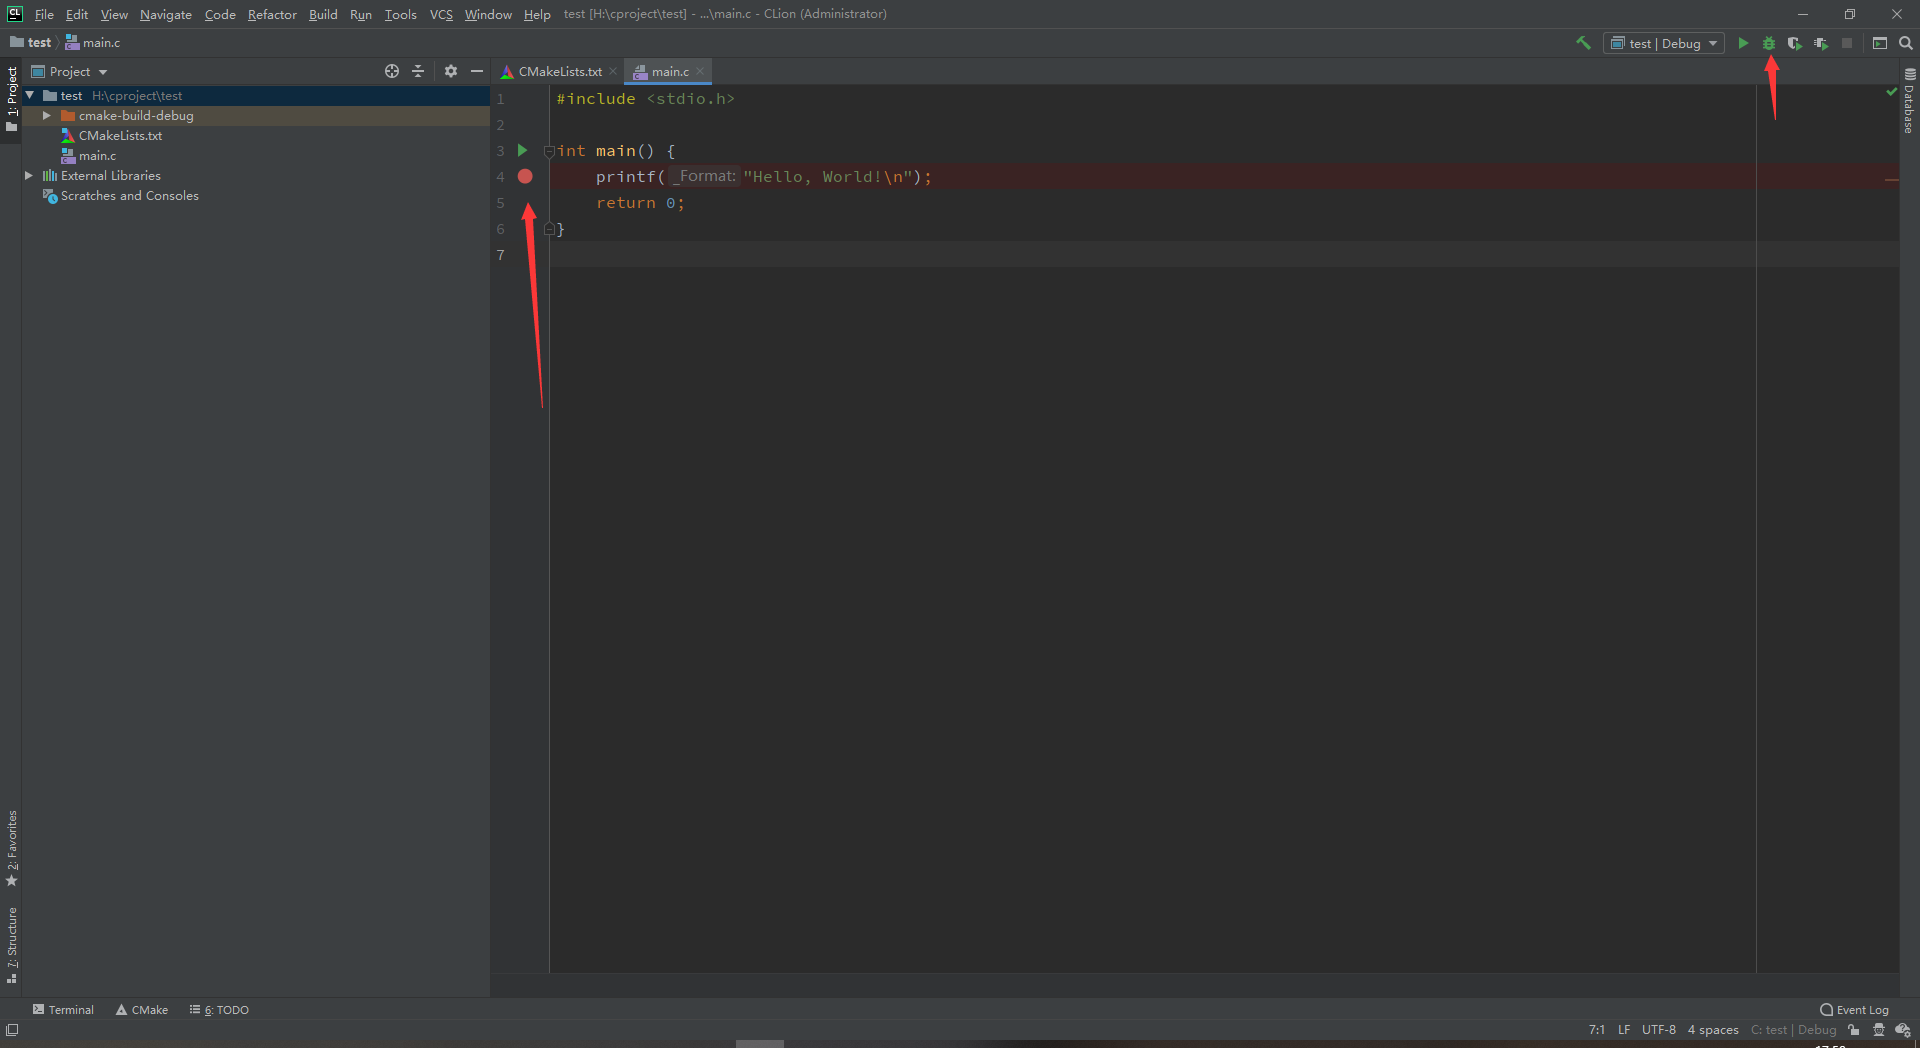 CL File Edit View Navigate Code Refactor Build Run Tools VCS Window Help test [H:\cproject\test] - ...\main.c - CLion (Administrator)
test main.c
test | Debug
1: Project
Project
CMakeLists.txt
main.c
Database
test H:\cproject\test
cmake-build-debug
CMakeLists.txt
main.c
External Libraries
Scratches and Consoles
1 #include <stdio.h>
2
3 int main() {
4 printf( _Format: "Hello, World!\n");
5 return 0;
6 }
7
2: Favorites
7: Structure
Terminal CMake 6: TODO
Event Log
7:1 LF UTF-8 4 spaces C: test | Debug